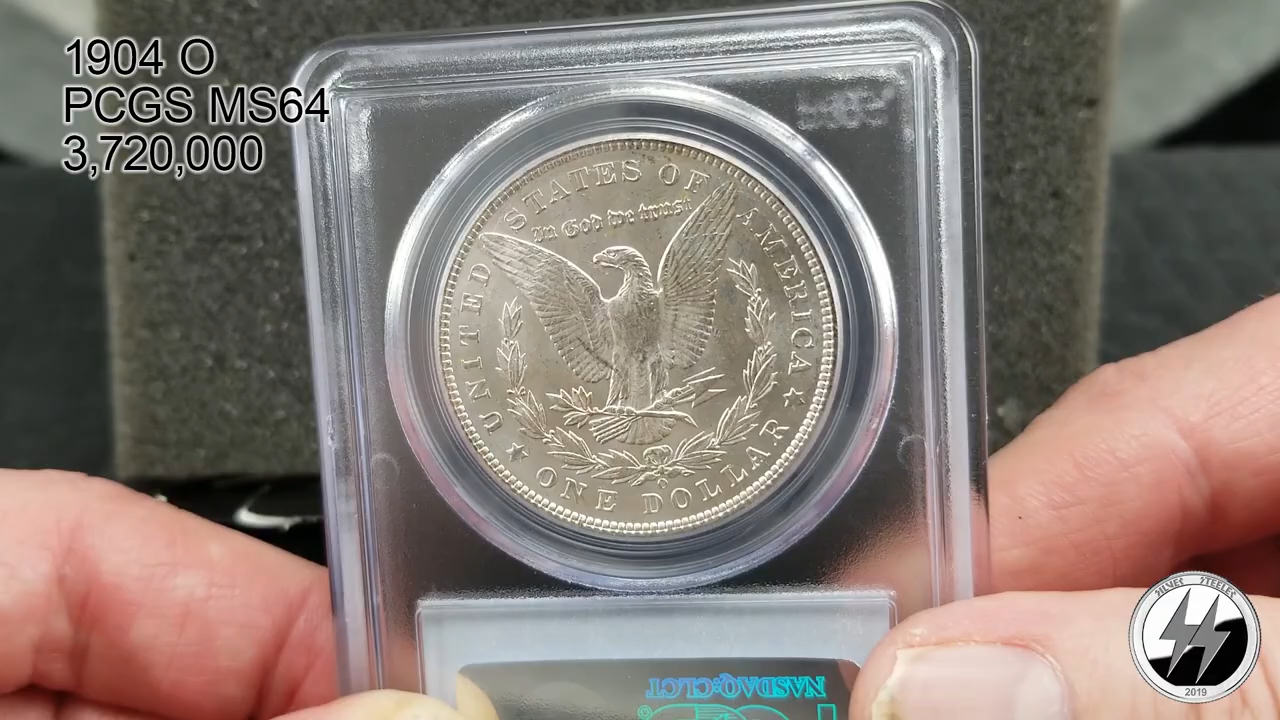 1904 O
PCGS MS64
3,720,000
UNITED STATES OF AMERICA
In God we trust
O
ONE DOLLAR
NASDAQ:CLCT
SILVER STEELER
2019